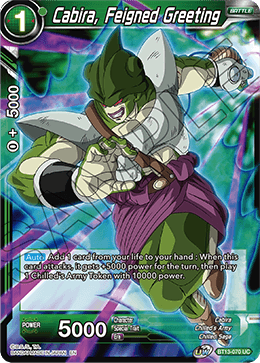 1
Cabira, Feigned Greeting
BATTLE
0 + 5000
Auto Add 1 card from your life to your hand : When this
card attacks, it gets +5000 power for the turn, then play
1 Chilled's Army Token with 10000 power.
POWER
5000
Character
Special Trait
Era
Cabira
Chilled's Army
Chilled Saga
BT13-070 UC